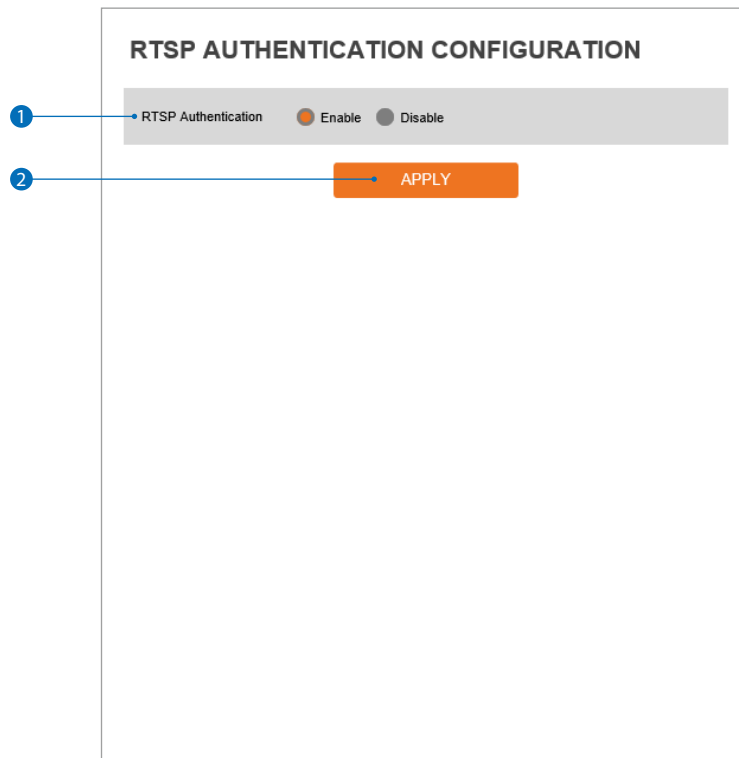 RTSP AUTHENTICATION CONFIGURATION
1 RTSP Authentication Enable Disable
2 APPLY